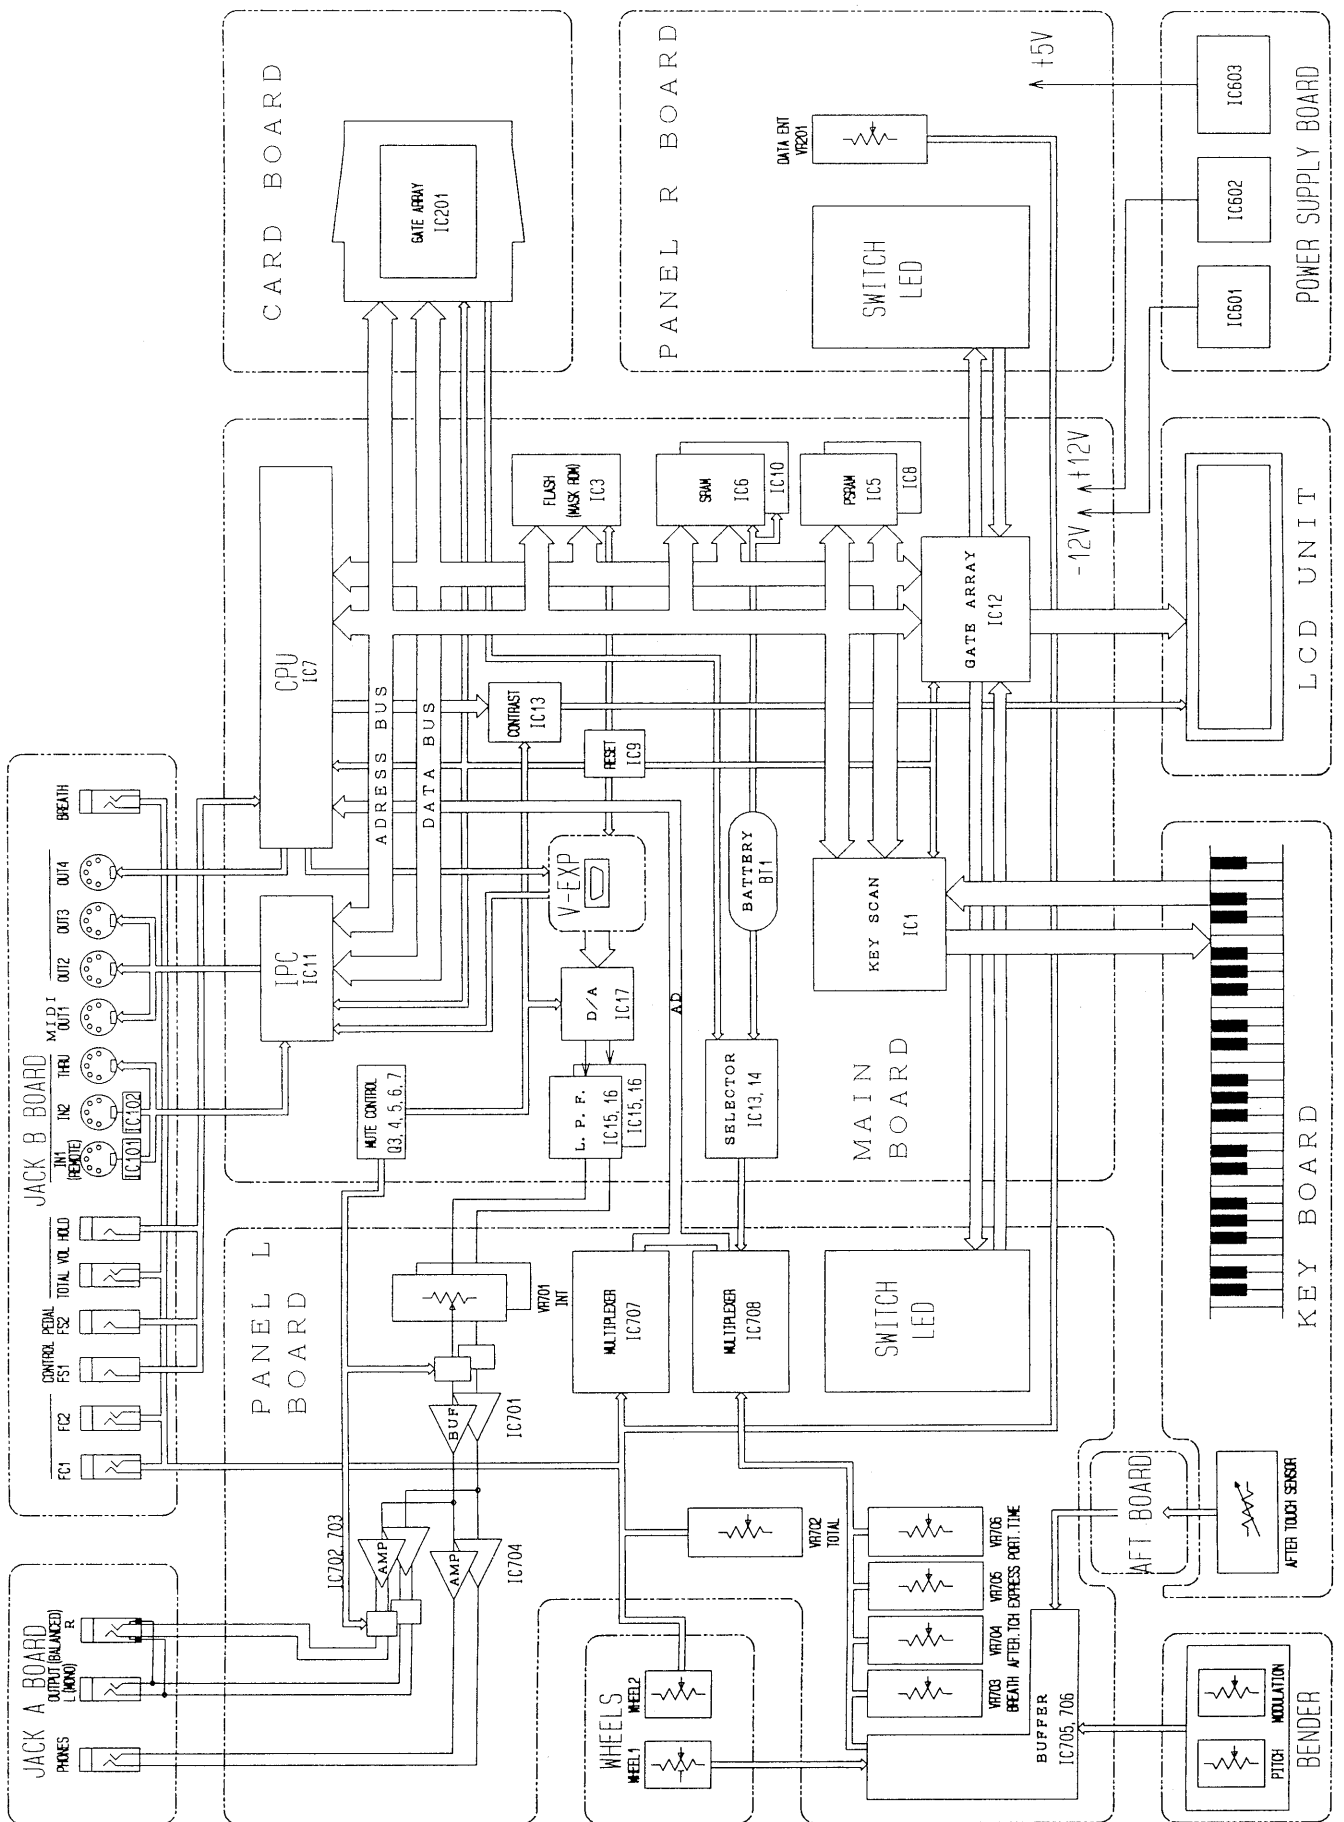 JACK A BOARD
PHONES
OUTPUT (BALANCED)
L(MONO)
R
JACK B BOARD
FC1
FC2
CONTROL PEDAL
FS1
FS2
TOTAL VOL
HOLD
IN1
(REMOTE)
IC101
IN2
IC102
THRU
MIDI
OUT1
OUT2
OUT3
OUT4
BREATH
CARD BOARD
GATE ARRAY
IC201
PANEL R BOARD
DATA ENT
VR201
SWITCH
LED
+5V
POWER SUPPLY BOARD
IC601
IC602
IC603
MAIN
BOARD
CPU
IC7
IPC
IC11
ADRESS BUS
DATA BUS
FLASH
(MASK ROM)
IC3
SRAM
IC6
IC10
PSRAM
IC5
IC8
-12V
+12V
GATE ARRAY
IC12
CONTRAST
IC13
RESET
IC9
V-EXP
BATTERY
BT1
KEY SCAN
IC1
D/A
IC17
AD
MUTE CONTROL
Q3, 4, 5, 6, 7
L. P. F.
IC15, 16
IC15, 16
SELECTOR
IC13, 14
LCD UNIT
PANEL L
BOARD
VR701
INT
BUF
IC701
IC702, 703
AMP
AMP
IC704
MULTIPLEXER
IC707
MULTIPLEXER
IC708
SWITCH
LED
VR702
TOTAL
VR703
BREATH
VR704
AFTER.TCH
VR705
EXPRESS
VR706
PORT.TIME
BUFFER
IC705, 706
WHEELS
WHEEL1
WHEEL2
AFT BOARD
AFTER TOUCH SENSOR
KEY BOARD
BENDER
PITCH
MODULATION